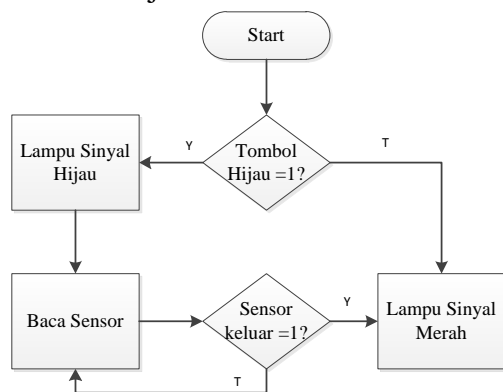 Start
Y
Tombol
Hijau =1?
T
Lampu Sinyal
Hijau
Baca Sensor
Sensor
keluar =1?
Y
Lampu Sinyal
Merah
T